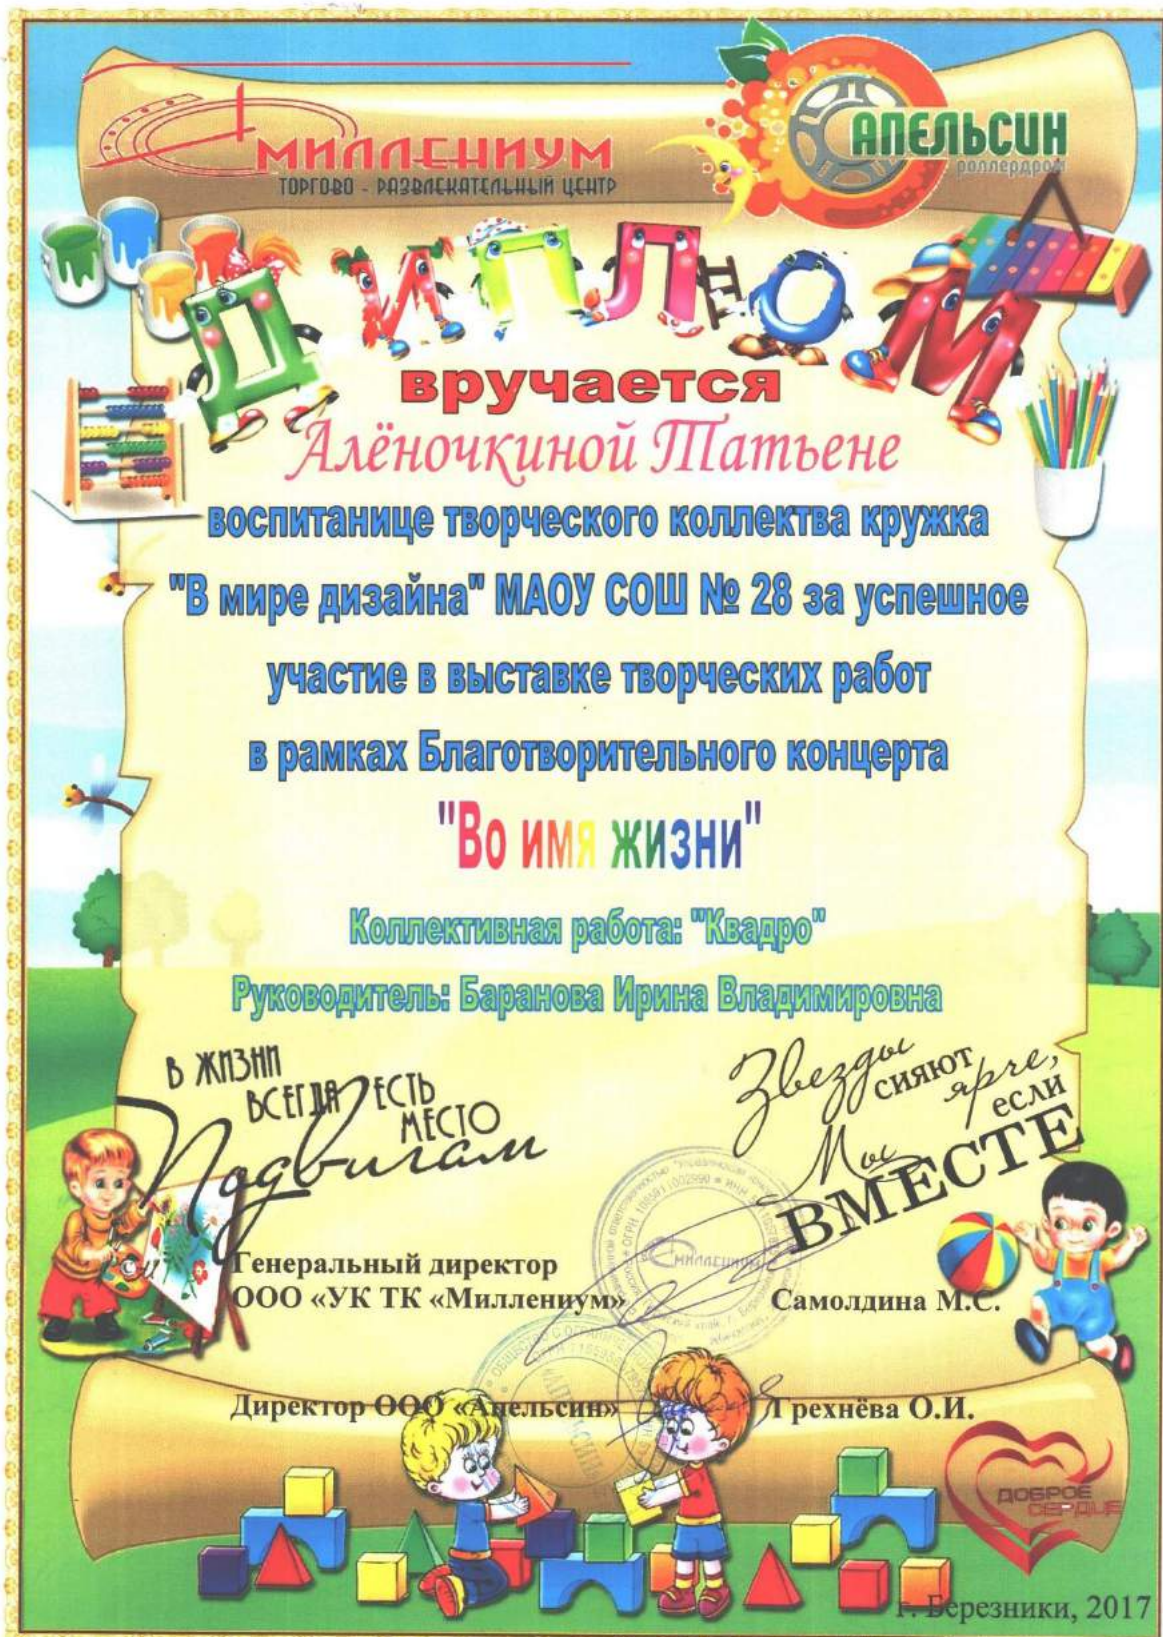 МИЛЛЕНИУМ
ТОРГОВО - РАЗВЛЕКАТЕЛЬНЫЙ ЦЕНТР
АПЕЛЬСИН
роллердром
ДИПЛОМ
вручается
Алёночкиной Татьене
воспитанице творческого коллектва кружка
"В мире дизайна" МАОУ СОШ № 28 за успешное
участие в выставке творческих работ
в рамках Благотворительного концерта
"Во имя жизни"
Коллективная работа: "Квадро"
Руководитель: Баранова Ирина Владимировна
В ЖИЗНИ
ВСЕГДА ЕСТЬ
МЕСТО
Подвигам
Звезды
сияют
ярче,
если
Мы
ВМЕСТЕ
МИЛЛЕНИУМ
Генеральный директор
ООО «УК ТК «Миллениум» Самолдина М.С.
Директор ООО «Апельсин» Грехнёва О.И.
ДОБРОЕ
СЕРДЦЕ
г. Березники, 2017